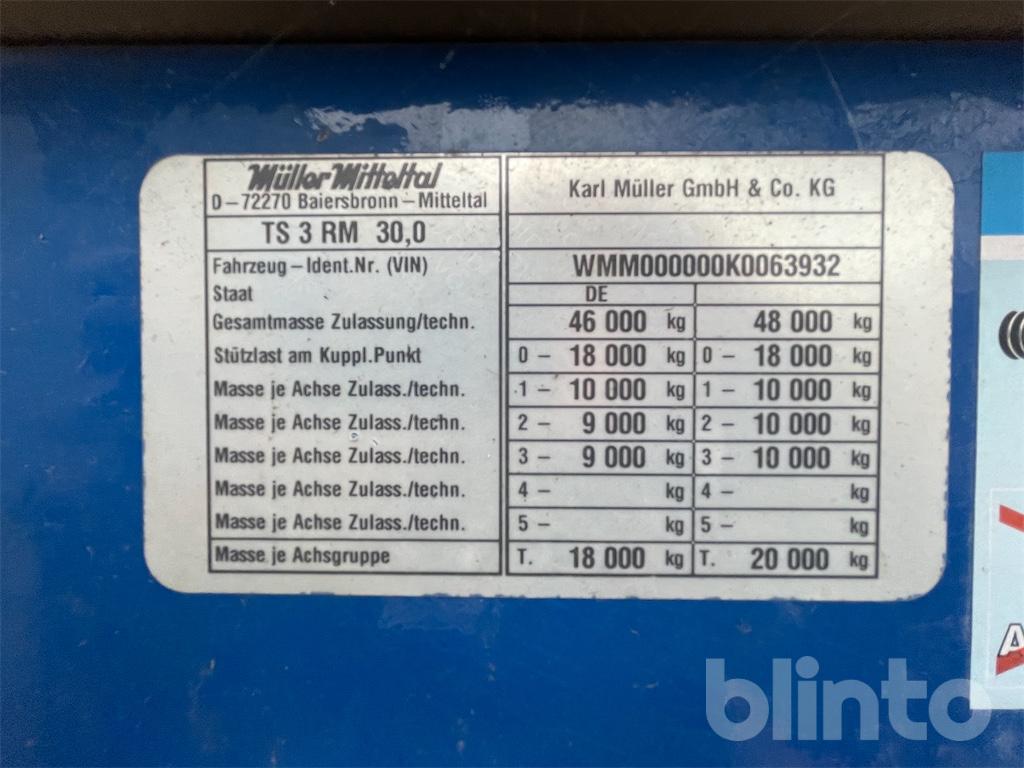 Müller Mitteltal
D-72270 Baiersbronn-Mitteltal
Karl Müller GmbH & Co. KG
TS 3 RM 30,0
Fahrzeug-Ident.Nr. (VIN) WMM000000K0063932
Staat DE
Gesamtmasse Zulassung/techn. 46 000 kg 48 000 kg
Stützlast am Kuppl.Punkt 0- 18 000 kg 0- 18 000 kg
Masse je Achse Zulass./techn. 1- 10 000 kg 1- 10 000 kg
Masse je Achse Zulass./techn. 2- 9 000 kg 2- 10 000 kg
Masse je Achse Zulass./techn. 3- 9 000 kg 3- 10 000 kg
Masse je Achse Zulass./techn. 4- kg 4- kg
Masse je Achse Zulass./techn. 5- kg 5- kg
Masse je Achsgruppe T. 18 000 kg T. 20 000 kg
A
blinto